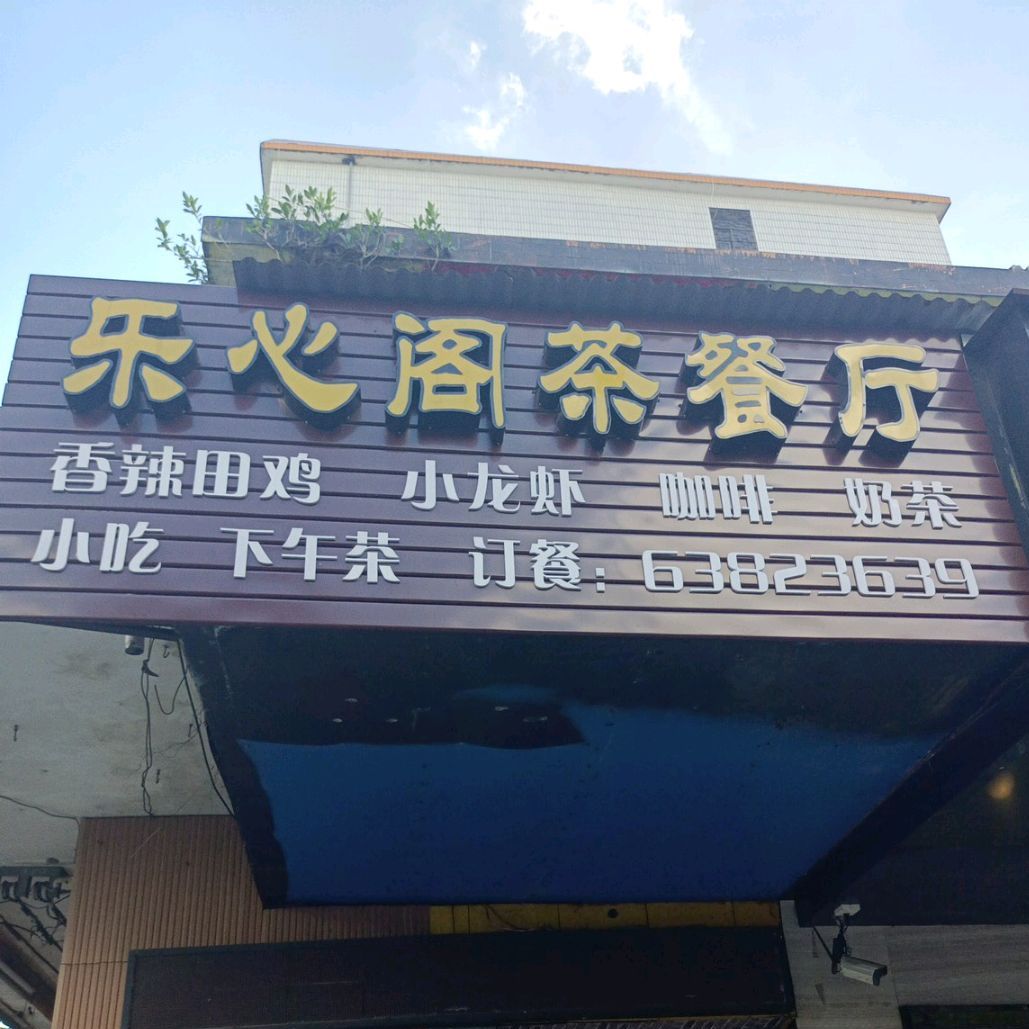 乐心阁茶餐厅
香辣田鸡 小龙虾 咖啡 奶茶
小吃 下午茶 订餐：63823639